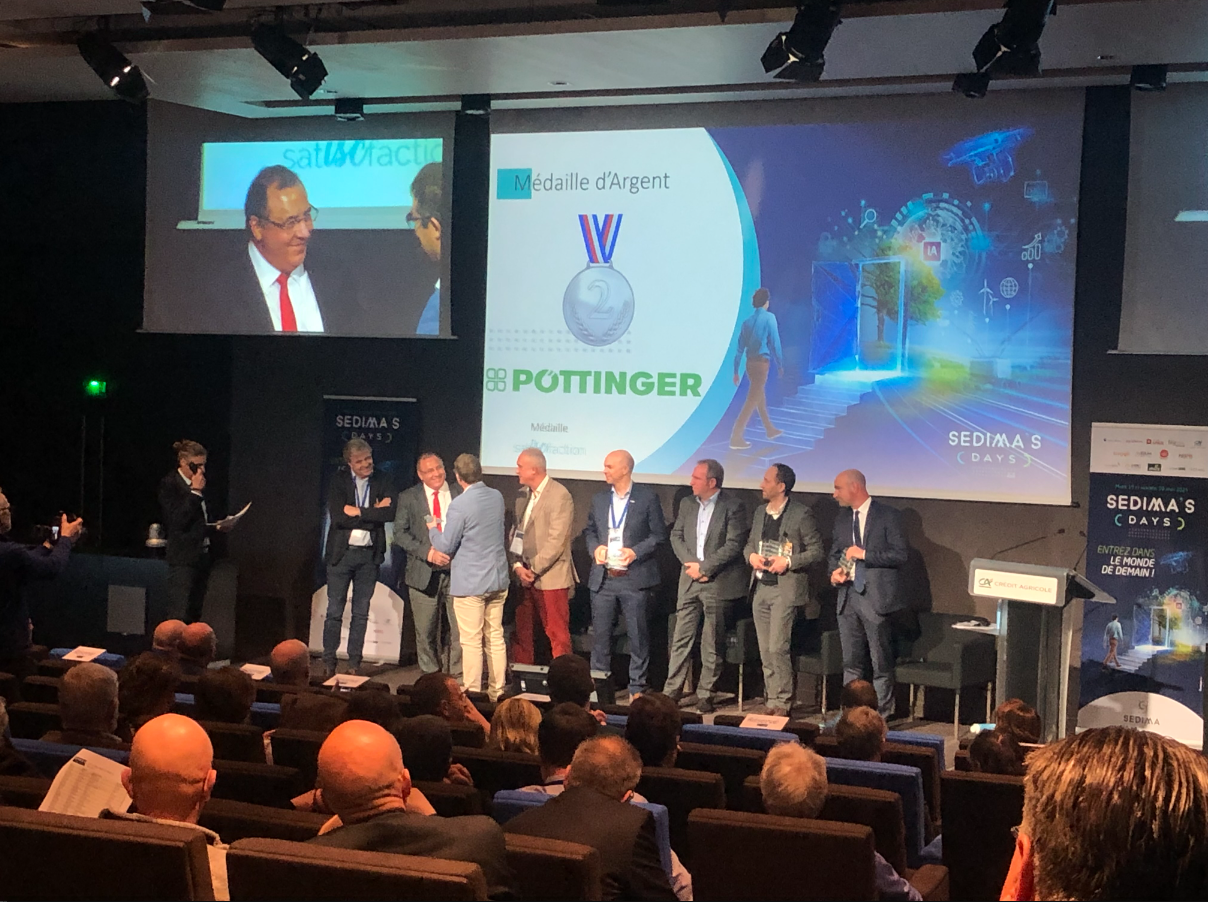 satisfaction
Médaille d'Argent
2
PÖTTINGER
Médaille
satisfaction
IA
SEDIMA'S
DAYS
SEDIMA'S
DAYS
CRÉDIT AGRICOLE
SEDIMA'S
DAYS
ENTREZ DANS
LE MONDE
DE DEMAIN !
SEDIMA